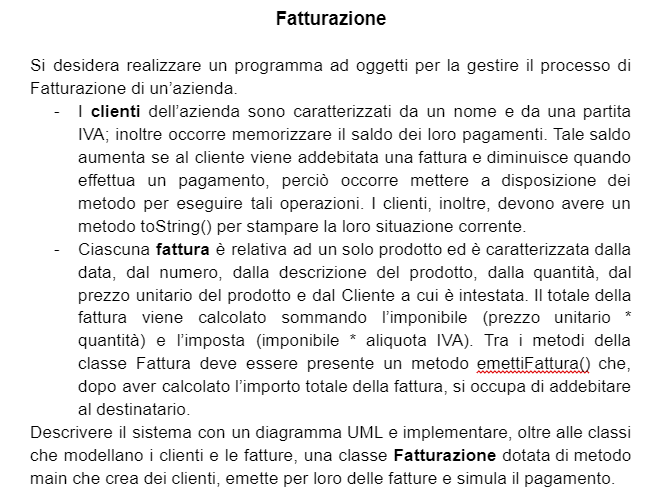 Fatturazione
Si desidera realizzare un programma ad oggetti per la gestire il processo di
Fatturazione di un'azienda.
- I clienti dell'azienda sono caratterizzati da un nome e da una partita
IVA; inoltre occorre memorizzare il saldo dei loro pagamenti. Tale saldo
aumenta se al cliente viene addebitata una fattura e diminuisce quando
effettua un pagamento, perciò occorre mettere a disposizione dei
metodo per eseguire tali operazioni. I clienti, inoltre, devono avere un
metodo toString() per stampare la loro situazione corrente.
- Ciascuna fattura è relativa ad un solo prodotto ed è caratterizzata dalla
data, dal numero, dalla descrizione del prodotto, dalla quantità, dal
prezzo unitario del prodotto e dal Cliente a cui è intestata. Il totale della
fattura viene calcolato sommando l'imponibile (prezzo unitario *
quantità) e l'imposta (imponibile * aliquota IVA). Tra i metodi della
classe Fattura deve essere presente un metodo emettiFattura() che,
dopo aver calcolato l'importo totale della fattura, si occupa di addebitare
al destinatario.
Descrivere il sistema con un diagramma UML e implementare, oltre alle classi
che modellano i clienti e le fatture, una classe Fatturazione dotata di metodo
main che crea dei clienti, emette per loro delle fatture e simula il pagamento.